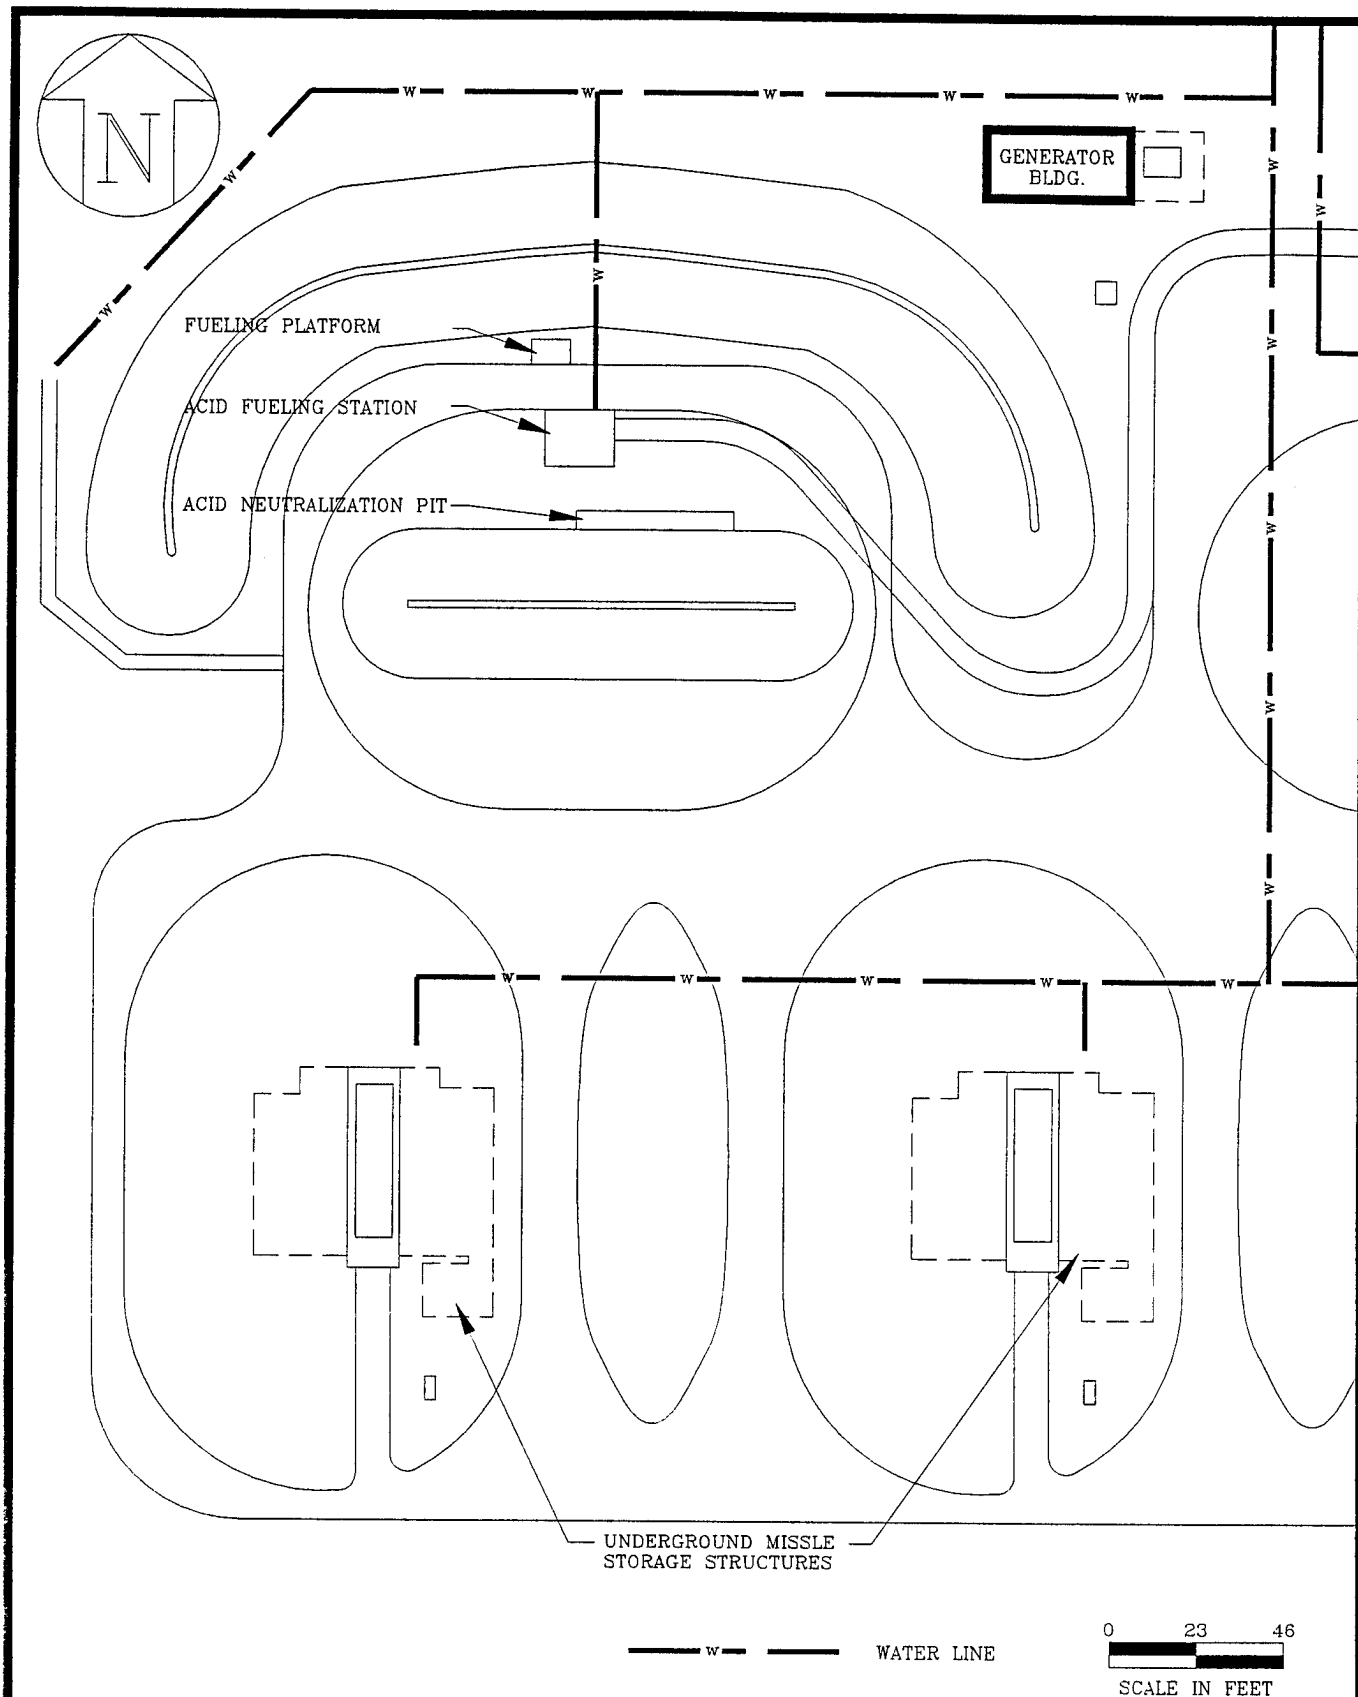 N
W W W W W
GENERATOR
BLDG.
W
W
W
W
W
FUELING PLATFORM
W
ACID FUELING STATION
ACID NEUTRALIZATION PIT
W
W
W
W W W W W
UNDERGROUND MISSLE
STORAGE STRUCTURES
W WATER LINE
0 23 46
SCALE IN FEET